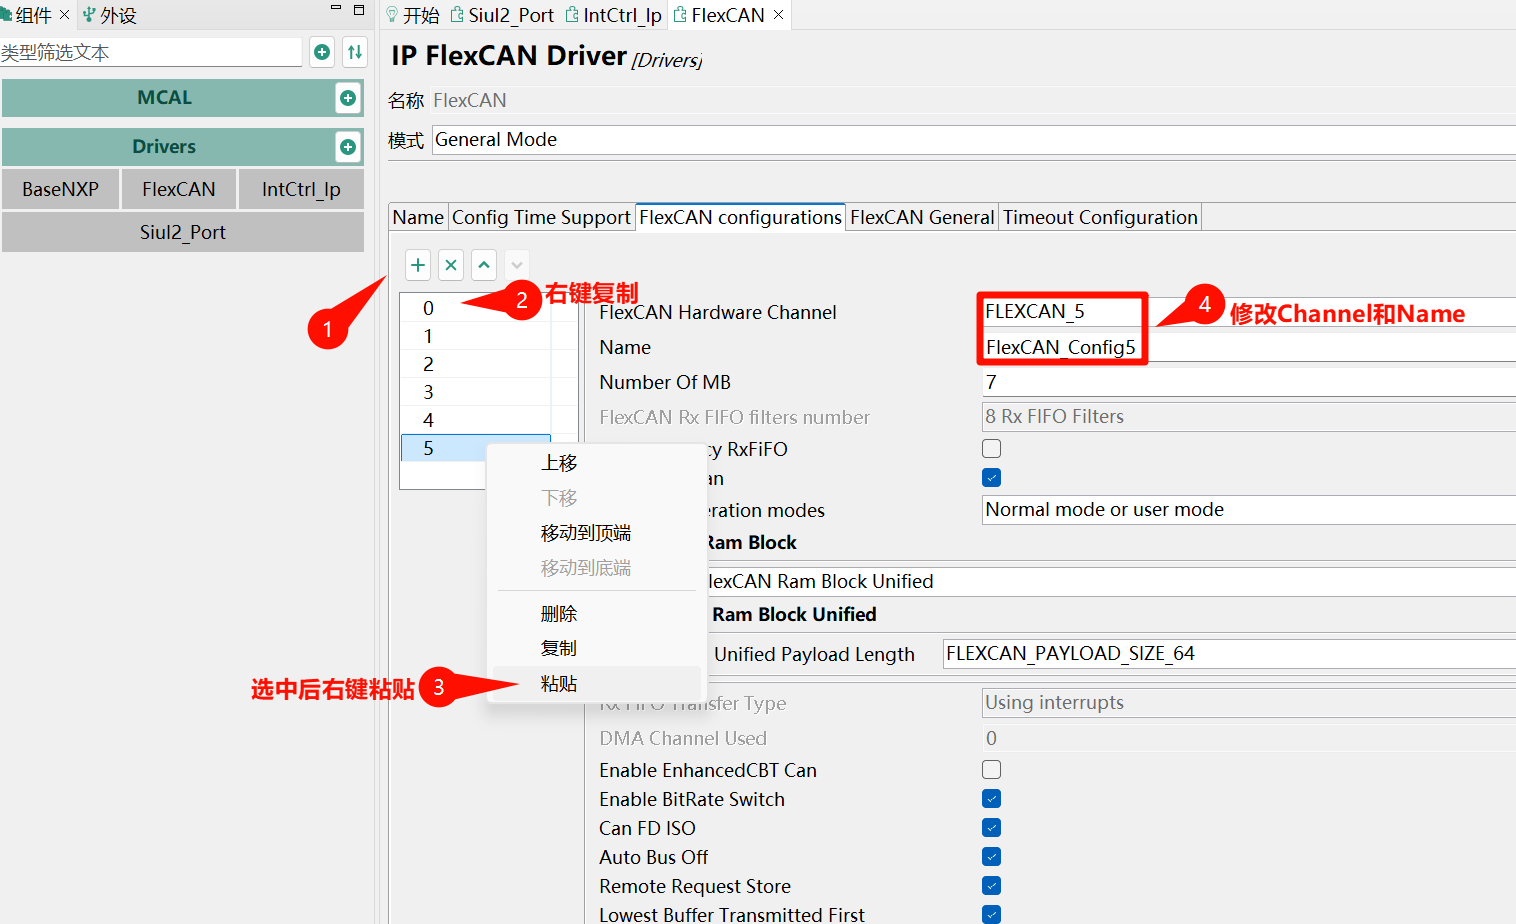 组件 外设
开始 Siul2_Port IntCtrl_Ip FlexCAN
类型筛选文本
MCAL
Drivers
BaseNXP FlexCAN IntCtrl_Ip
Siul2_Port
IP FlexCAN Driver [Drivers]
名称 FlexCAN
模式 General Mode
Name Config Time Support FlexCAN configurations FlexCAN General Timeout Configuration
1
2 右键复制
0
1
2
3
4
5
FlexCAN Hardware Channel FLEXCAN_5
4 修改Channel和Name
Name FlexCAN_Config5
Number Of MB 7
FlexCAN Rx FIFO filters number 8 Rx FIFO Filters
cy RxFiFO
an
eration modes Normal mode or user mode
Ram Block
lexCAN Ram Block Unified
Ram Block Unified
Unified Payload Length FLEXCAN_PAYLOAD_SIZE_64
上移
下移
移动到顶端
移动到底端
删除
复制
粘贴
选中后右键粘贴 3
Rx FIFO Transfer Type Using interrupts
DMA Channel Used 0
Enable EnhancedCBT Can
Enable BitRate Switch
Can FD ISO
Auto Bus Off
Remote Request Store
Lowest Buffer Transmitted First